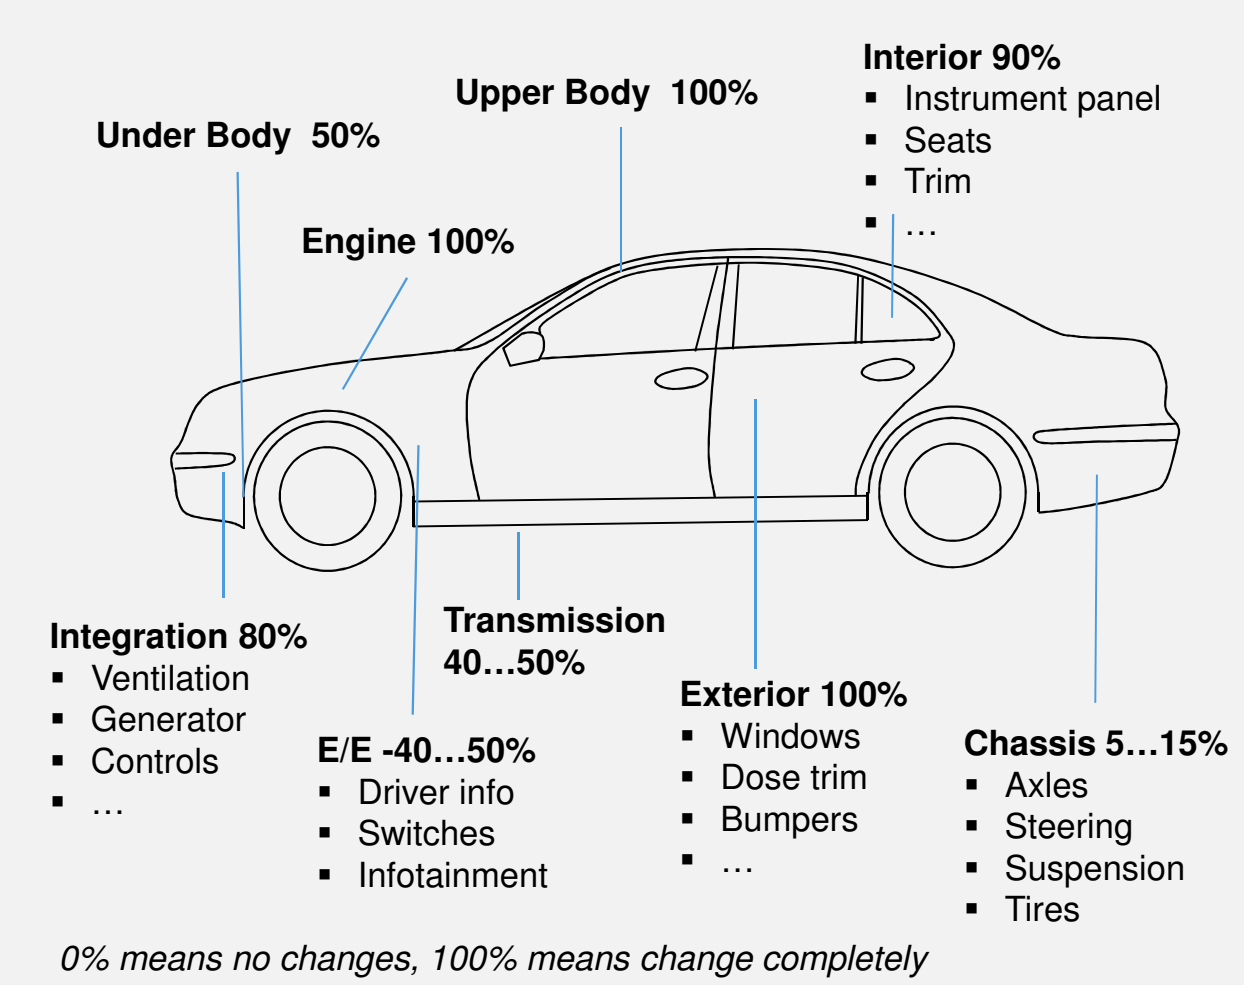 Interior 90%
▪ Instrument panel
▪ Seats
▪ Trim
▪ …
Upper Body 100%
Under Body 50%
Engine 100%
Integration 80%
▪ Ventilation
▪ Generator
▪ Controls
▪ …
E/E -40…50%
▪ Driver info
▪ Switches
▪ Infotainment
Transmission
40…50%
Exterior 100%
▪ Windows
▪ Dose trim
▪ Bumpers
▪ …
Chassis 5…15%
▪ Axles
▪ Steering
▪ Suspension
▪ Tires
0% means no changes, 100% means change completely